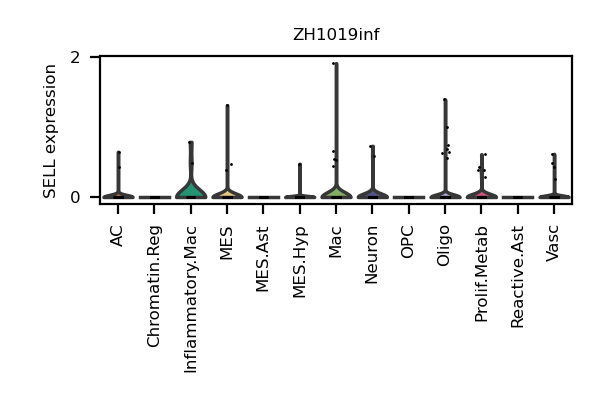 ZH1019inf
SELL expression
2
0
AC
Chromatin.Reg
Inflammatory.Mac
MES
MES.Ast
MES.Hyp
Mac
Neuron
OPC
Oligo
Prolif.Metab
Reactive.Ast
Vasc